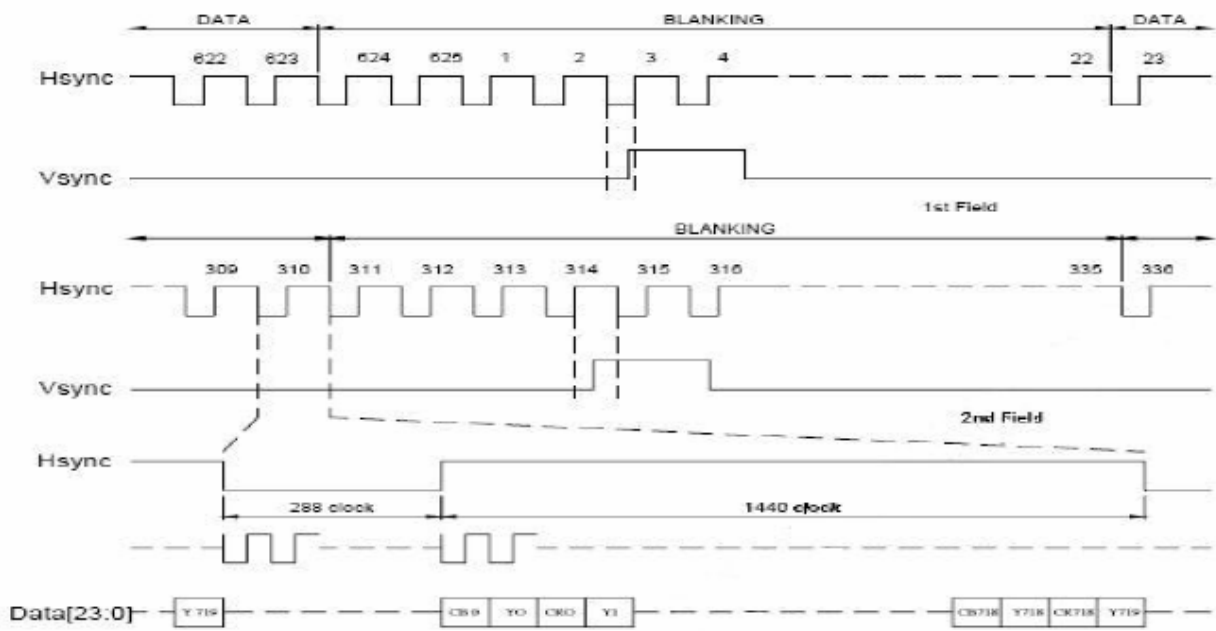 DATA BLANKING DATA
622 623 624 625 1 2 3 4 22 23
Hsync
Vsync
1st Field
BLANKING
309 310 311 312 313 314 315 316 335 336
Hsync
Vsync
2nd Field
Hsync
288 clock 1440 clock
Data[23:0] Y719 CB0 Y0 CR0 Y1 CB718 Y718 CR718 Y719